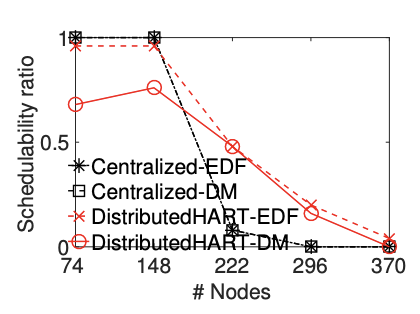 1
0.5
0
Schedulability ratio
Centralized-EDF
Centralized-DM
DistributedHART-EDF
DistributedHART-DM
74 148 222 296 370
# Nodes